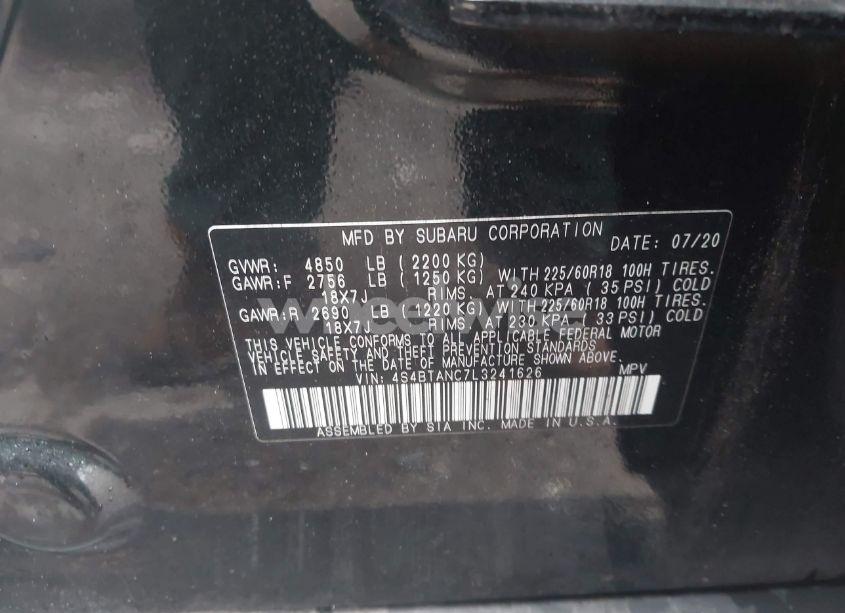 MFD BY SUBARU CORPORATION DATE: 07/20
GVWR: 4850 LB (2200 KG)
GAWR:F 2756 LB (1250 KG) WITH 225/60R18 100H TIRES.
18X7J RIMS. AT 240 KPA (35 PSI) COLD
GAWR:R 2690 LB (1220 KG) WITH 225/60R18 100H TIRES.
18X7J RIMS. AT 230 KPA (33 PSI) COLD
THIS VEHICLE CONFORMS TO ALL APPLICABLE FEDERAL MOTOR
VEHICLE SAFETY AND THEFT PREVENTION STANDARDS
IN EFFECT ON THE DATE OF MANUFACTURE SHOWN ABOVE.
VIN: 4S4BTANC7L3241626 MPV
ASSEMBLED BY SIA INC. MADE IN U.S.A.